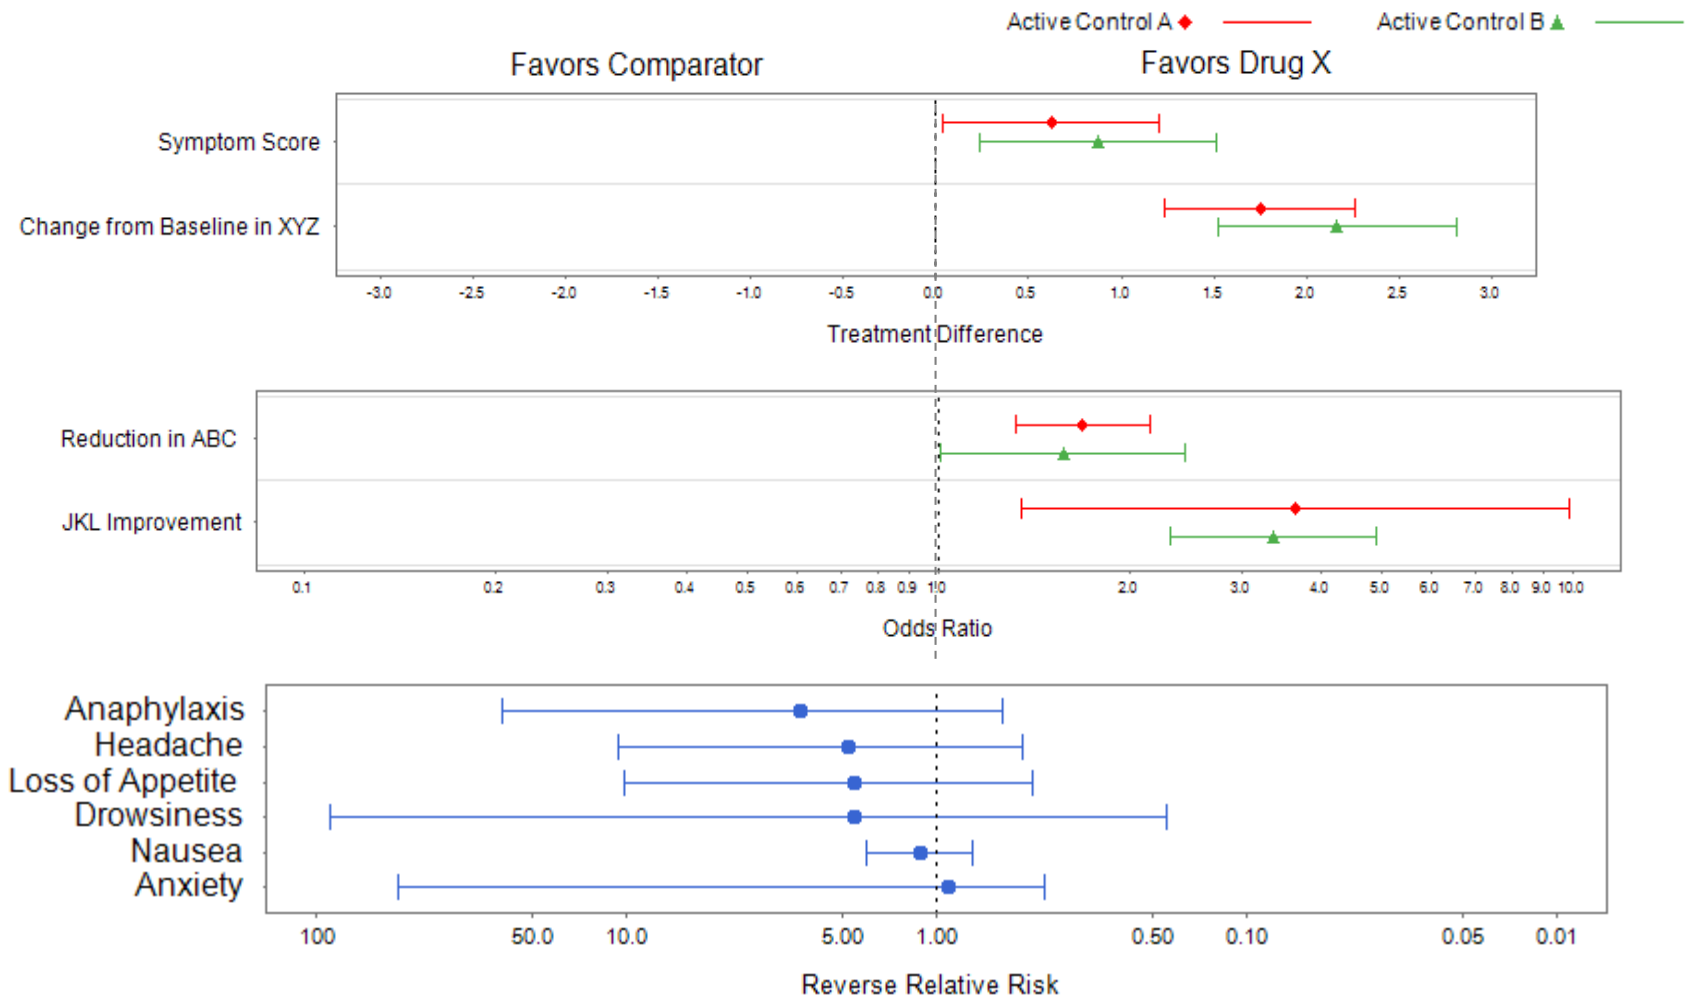 Active Control A
Active Control B
Favors Comparator
Favors Drug X
Symptom Score
Change from Baseline in XYZ
-3.0 -2.5 -2.0 -1.5 -1.0 -0.5 0.0 0.5 1.0 1.5 2.0 2.5 3.0
Treatment Difference
Reduction in ABC
JKL Improvement
0.1 0.2 0.3 0.4 0.5 0.6 0.7 0.8 0.9 1.0 2.0 3.0 4.0 5.0 6.0 7.0 8.0 9.0 10.0
Odds Ratio
Anaphylaxis
Headache
Loss of Appetite
Drowsiness
Nausea
Anxiety
100 50.0 10.0 5.00 1.00 0.50 0.10 0.05 0.01
Reverse Relative Risk